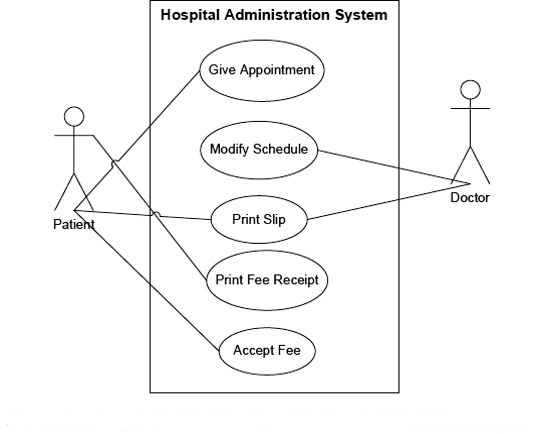 Hospital Administration System
Give Appointment
Modify Schedule
Doctor
Print Slip
Patient
Print Fee Receipt
Accept Fee